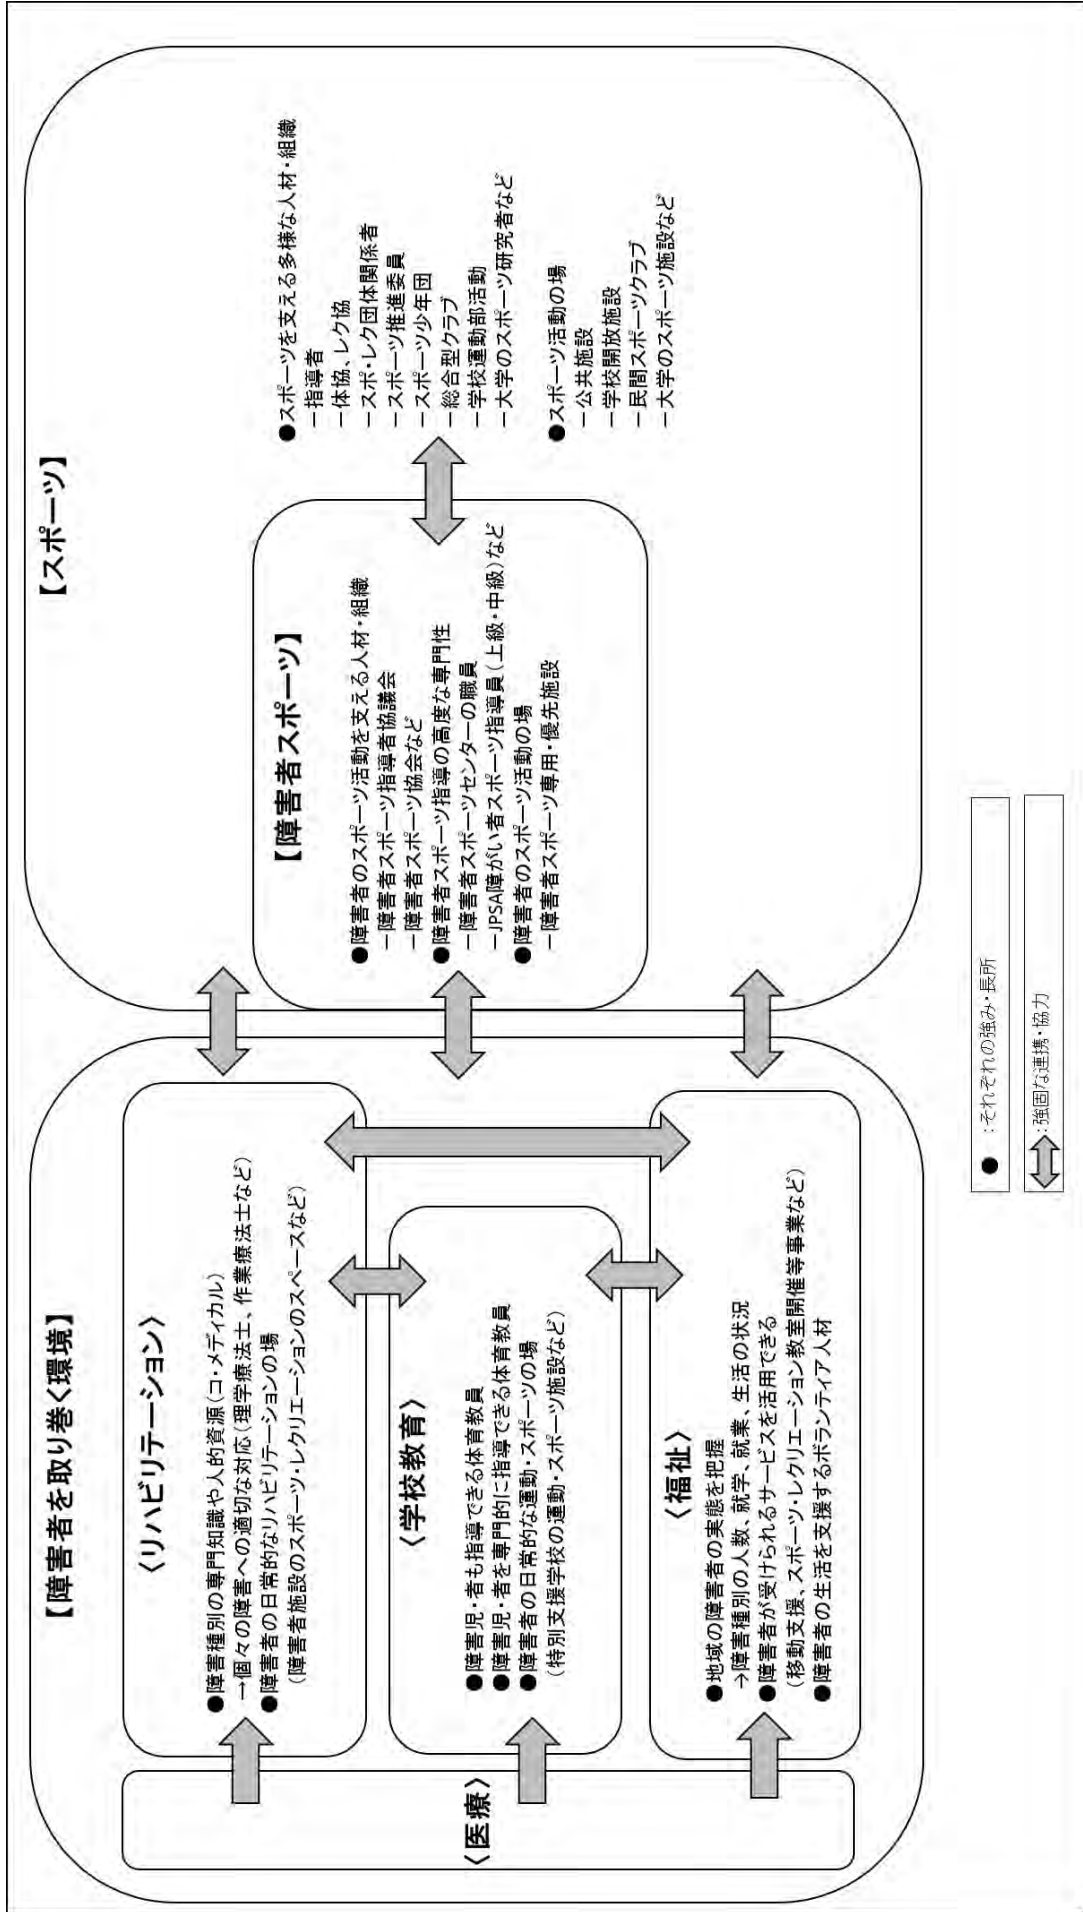 【障害者を取り巻く環境】
〈医療〉
〈リハビリテーション〉
●障害種別の専門知識や人的資源(コ・メディカル)
→個々の障害への適切な対応(理学療法士、作業療法士など)
●障害者の日常的なリハビリテーションの場
(障害者施設のスポーツ・レクリエーションのスペースなど)
〈学校教育〉
●障害児・者も指導できる体育教員
●障害児・者を専門的に指導できる体育教員
●障害者の日常的な運動・スポーツの場
(特別支援学校の運動・スポーツ施設など)
〈福祉〉
●地域の障害者の実態を把握
→障害種別の人数、就学、就業、生活の状況
●障害者が受けられるサービスを活用できる
(移動支援、スポーツ・レクリエーション教室開催等事業など)
●障害者の生活を支援するボランティア人材
【スポーツ】
【障害者スポーツ】
●障害者のスポーツ活動を支える人材・組織
－障害者スポーツ指導者協議会
－障害者スポーツ協会など
●障害者スポーツ指導の高度な専門性
－障害者スポーツセンターの職員
－JPSA障がい者スポーツ指導員(上級・中級)など
●障害者のスポーツ活動の場
－障害者スポーツ専用・優先施設
●スポーツを支える多様な人材・組織
－指導者
－体協、レク協
－スポ・レク団体関係者
－スポーツ推進委員
－スポーツ少年団
－総合型クラブ
－学校運動部活動
－大学のスポーツ研究者など
●スポーツ活動の場
－公共施設
－学校開放施設
－民間スポーツクラブ
－大学のスポーツ施設など
● :それぞれの強み・長所
:強固な連携・協力